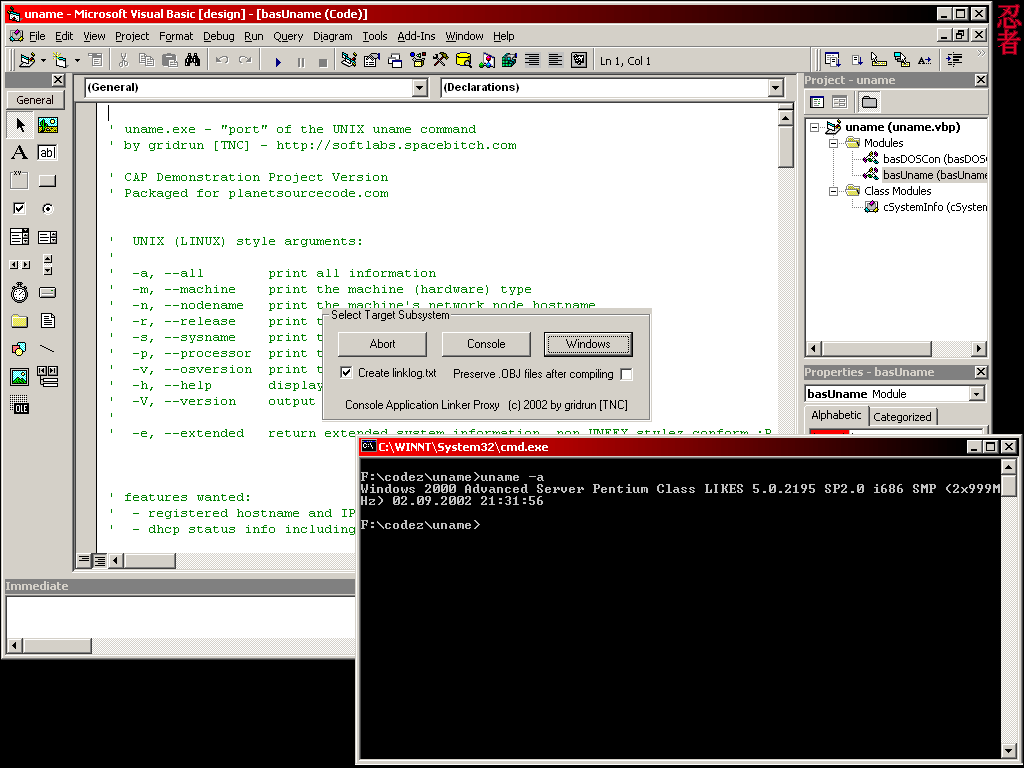 uname - Microsoft Visual Basic [design] - [basUname (Code)]
忍者
File Edit View Project Format Debug Run Query Diagram Tools Add-Ins Window Help
Ln 1, Col 1
General
(General)
(Declarations)
' uname.exe - "port" of the UNIX uname command
' by gridrun [TNC] - http://softlabs.spacebitch.com
' CAP Demonstration Project Version
' Packaged for planetsourcecode.com
' UNIX (LINUX) style arguments:
'
' -a, --all print all information
' -m, --machine print the machine (hardware) type
' -n, --nodename print the machine's network node hostname
' -r, --release print t
' -s, --sysname print t
' -p, --processor print t
' -v, --osversion print t
' -h, --help display
' -V, --version output
'
' -e, --extended return extended system information, non UNEEX stylez conform :P
' features wanted:
' - registered hostname and IP
' - dhcp status info including
Select Target Subsystem
Abort Console Windows
Create linklog.txt Preserve .OBJ files after compiling
Console Application Linker Proxy (c) 2002 by gridrun [TNC]
Project - uname
uname (uname.vbp)
Modules
basDOSCon (basDOS
basUname (basUname
Class Modules
cSystemInfo (cSystem
Properties - basUname
basUname Module
Alphabetic Categorized
Immediate
C:\WINNT\System32\cmd.exe
F:\codez\uname>uname -a
Windows 2000 Advanced Server Pentium Class LIKES 5.0.2195 SP2.0 i686 SMP (2x999M
Hz) 02.09.2002 21:31:56
F:\codez\uname>